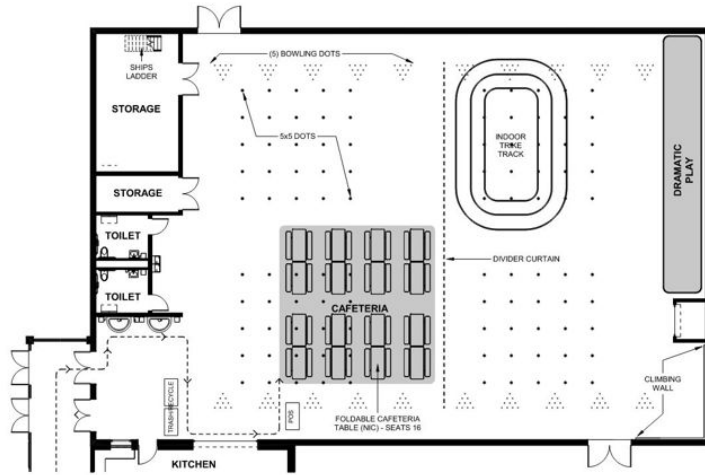 (5) BOWLING DOTS
SHIPS
LADDER
STORAGE
5x5 DOTS
INDOOR
TRIKE
TRACK
DRAMATIC
PLAY
STORAGE
TOILET
DIVIDER CURTAIN
TOILET
CAFETERIA
CLIMBING
WALL
TRASH/RECYCLE
POS
FOLDABLE CAFETERIA
TABLE (NIC) - SEATS 16
KITCHEN